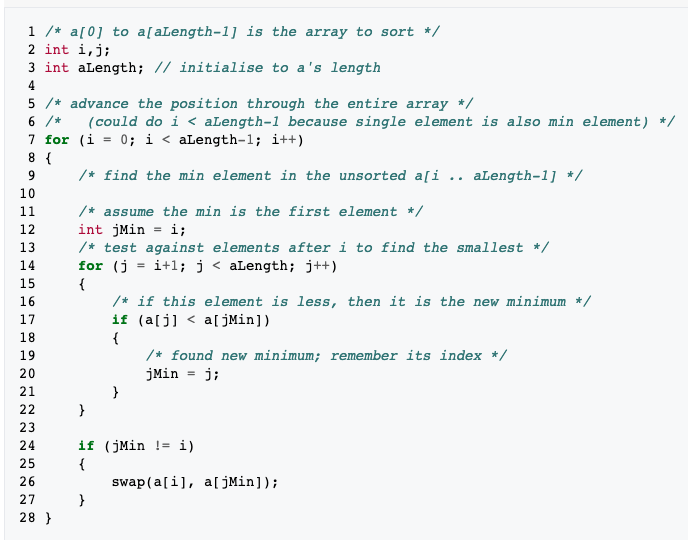 1 /* a[0] to a[aLength-1] is the array to sort */
2 int i,j;
3 int aLength; // initialise to a's length
4
5 /* advance the position through the entire array */
6 /*   (could do i < aLength-1 because single element is also min element) */
7 for (i = 0; i < aLength-1; i++)
8 {
9     /* find the min element in the unsorted a[i .. aLength-1] */
10
11     /* assume the min is the first element */
12     int jMin = i;
13     /* test against elements after i to find the smallest */
14     for (j = i+1; j < aLength; j++)
15     {
16         /* if this element is less, then it is the new minimum */
17         if (a[j] < a[jMin])
18         {
19             /* found new minimum; remember its index */
20             jMin = j;
21         }
22     }
23
24     if (jMin != i)
25     {
26         swap(a[i], a[jMin]);
27     }
28 }